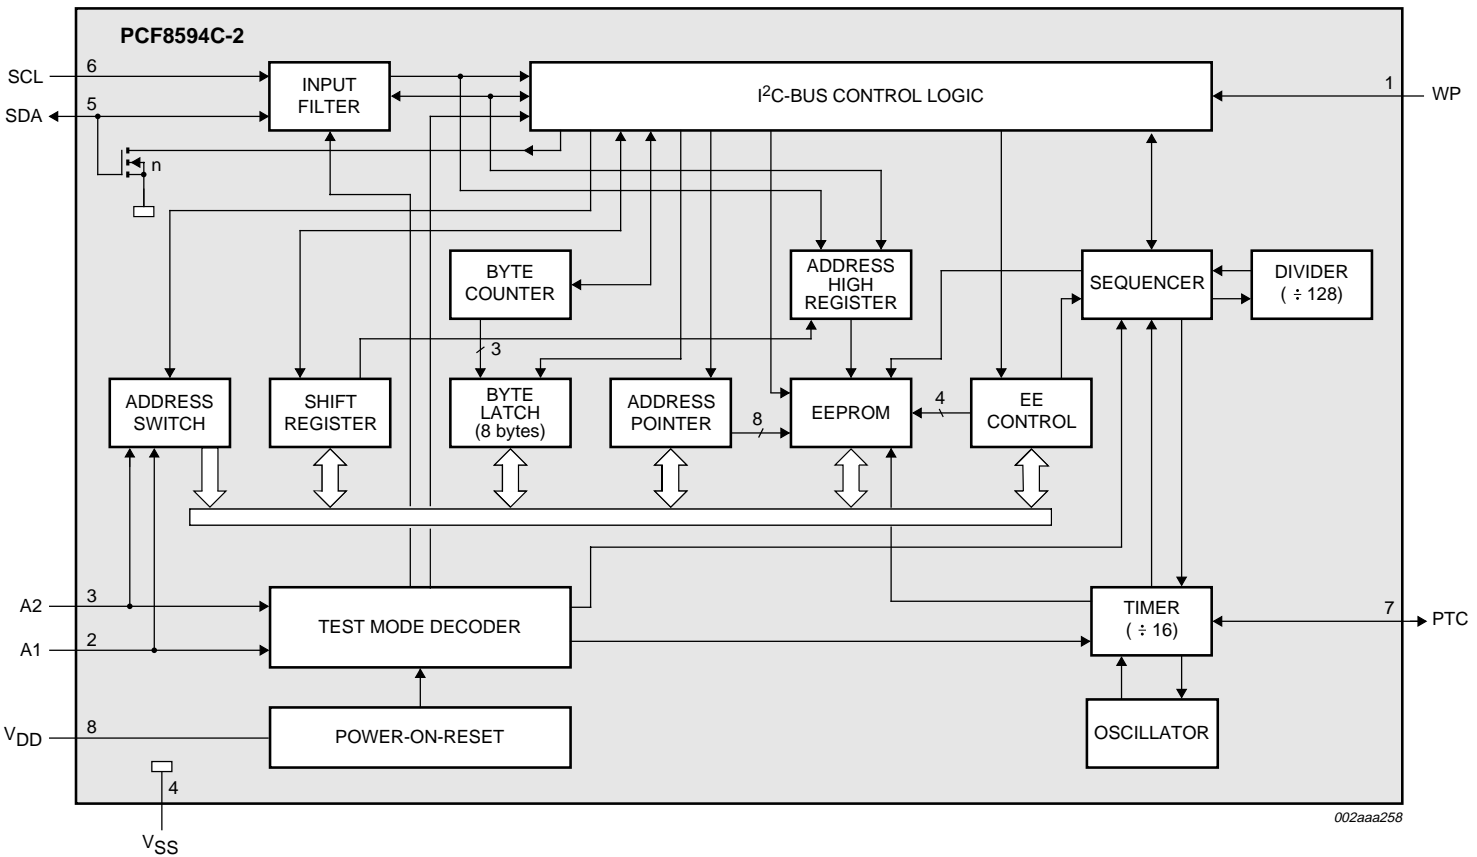 PCF8594C-2
SCL
6
SDA
5
INPUT
FILTER
I2C-BUS CONTROL LOGIC
1
WP
n
BYTE
COUNTER
ADDRESS
HIGH
REGISTER
SEQUENCER
DIVIDER
( ÷ 128)
3
ADDRESS
SWITCH
SHIFT
REGISTER
BYTE
LATCH
(8 bytes)
ADDRESS
POINTER
8
EEPROM
4
EE
CONTROL
A2
3
A1
2
TEST MODE DECODER
TIMER
( ÷ 16)
7
PTC
VDD
8
POWER-ON-RESET
OSCILLATOR
4
VSS
002aaa258